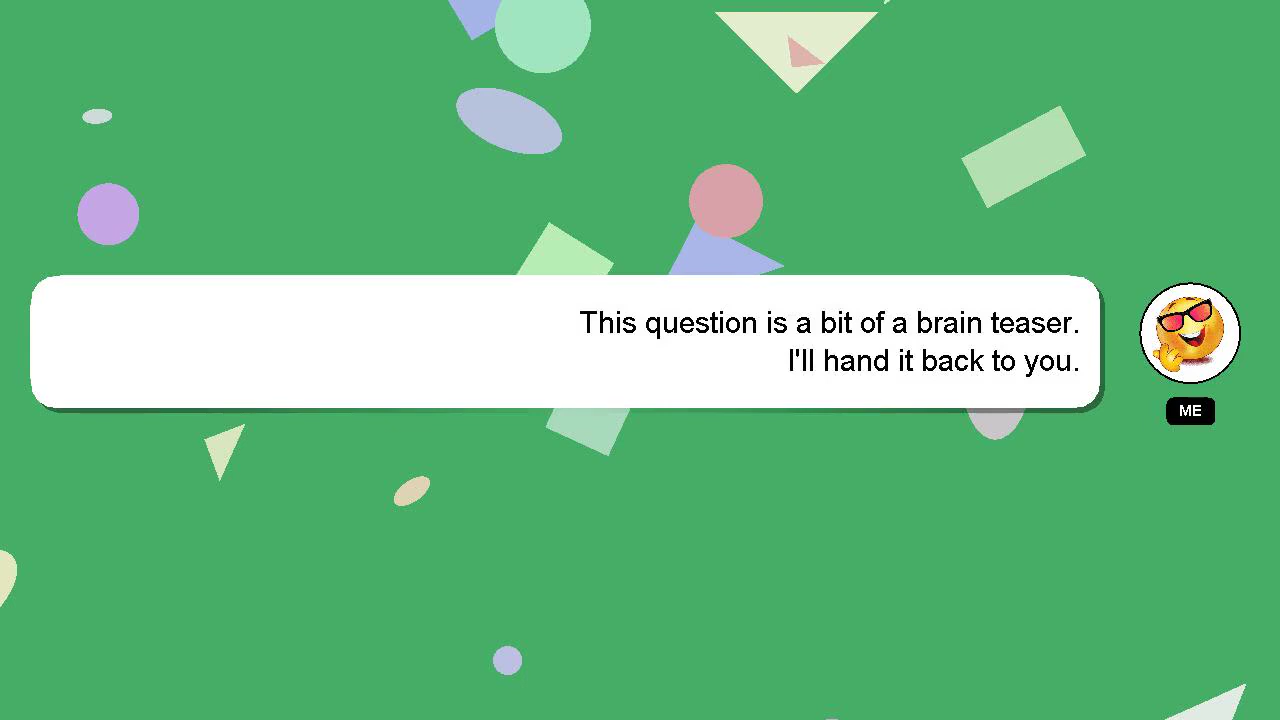 This question is a bit of a brain teaser.
I'll hand it back to you.
ME